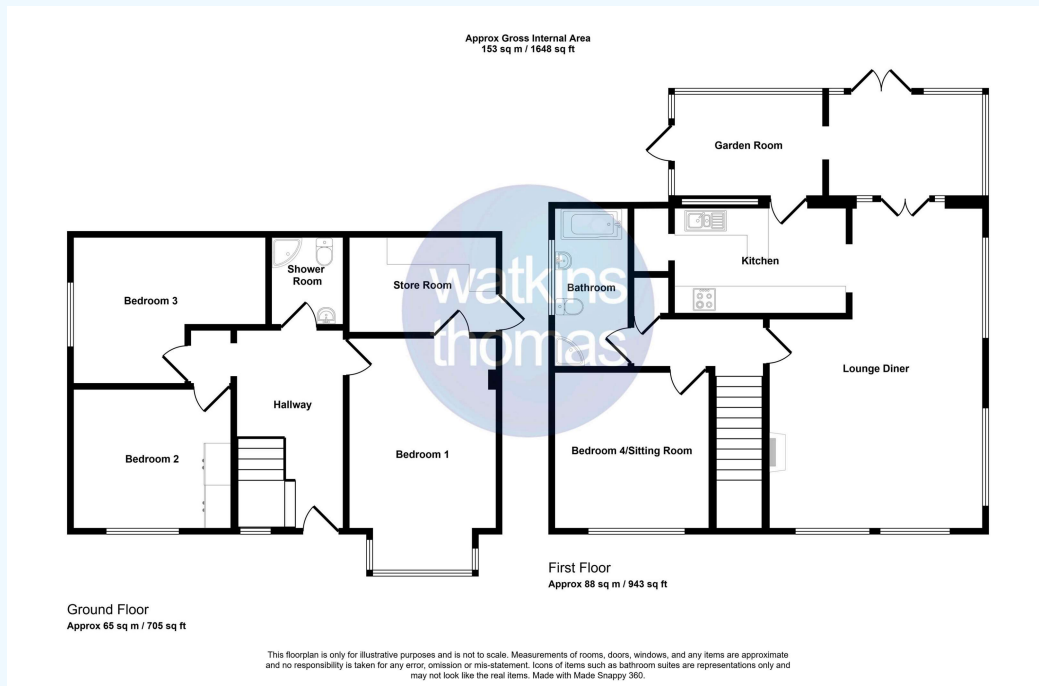 Approx Gross Internal Area
153 sq m / 1648 sq ft
Garden Room
Kitchen
Bathroom
Lounge Diner
Bedroom 4/Sitting Room
Shower
Room
Store Room
Bedroom 3
Hallway
Bedroom 2
Bedroom 1
watkins
thomas
First Floor
Approx 88 sq m / 943 sq ft
Ground Floor
Approx 65 sq m / 705 sq ft
This floorplan is only for illustrative purposes and is not to scale. Measurements of rooms, doors, windows, and any items are approximate
and no responsibility is taken for any error, omission or mis-statement. Icons of items such as bathroom suites are representations only and
may not look like the real items. Made with Made Snappy 360.